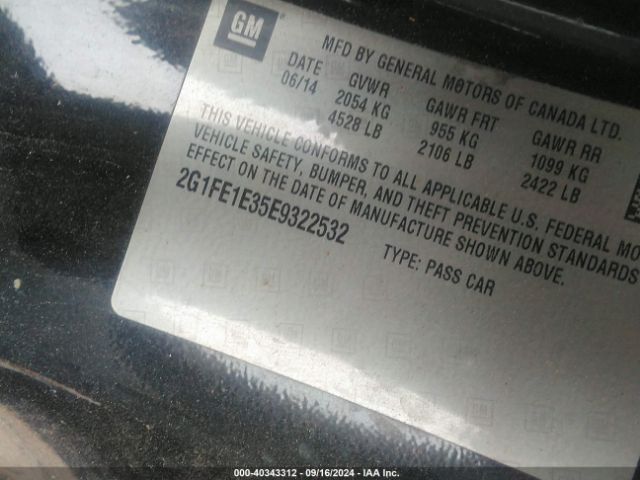 GM
MFD BY GENERAL MOTORS OF CANADA LTD.
DATE GVWR GAWR FRT GAWR RR
06/14 2054 KG 955 KG 1099 KG
4528 LB 2106 LB 2422 LB
THIS VEHICLE CONFORMS TO ALL APPLICABLE U.S. FEDERAL MO
VEHICLE SAFETY, BUMPER, AND THEFT PREVENTION STANDARDS
EFFECT ON THE DATE OF MANUFACTURE SHOWN ABOVE.
2G1FE1E35E9322532 TYPE: PASS CAR
000-40343312 - 09/16/2024 - IAA Inc.